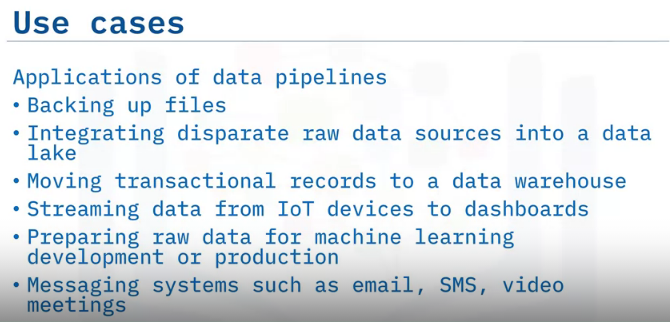 Use cases
Applications of data pipelines
• Backing up files
• Integrating disparate raw data sources into a data
lake
• Moving transactional records to a data warehouse
• Streaming data from IoT devices to dashboards
• Preparing raw data for machine learning
development or production
• Messaging systems such as email, SMS, video
meetings